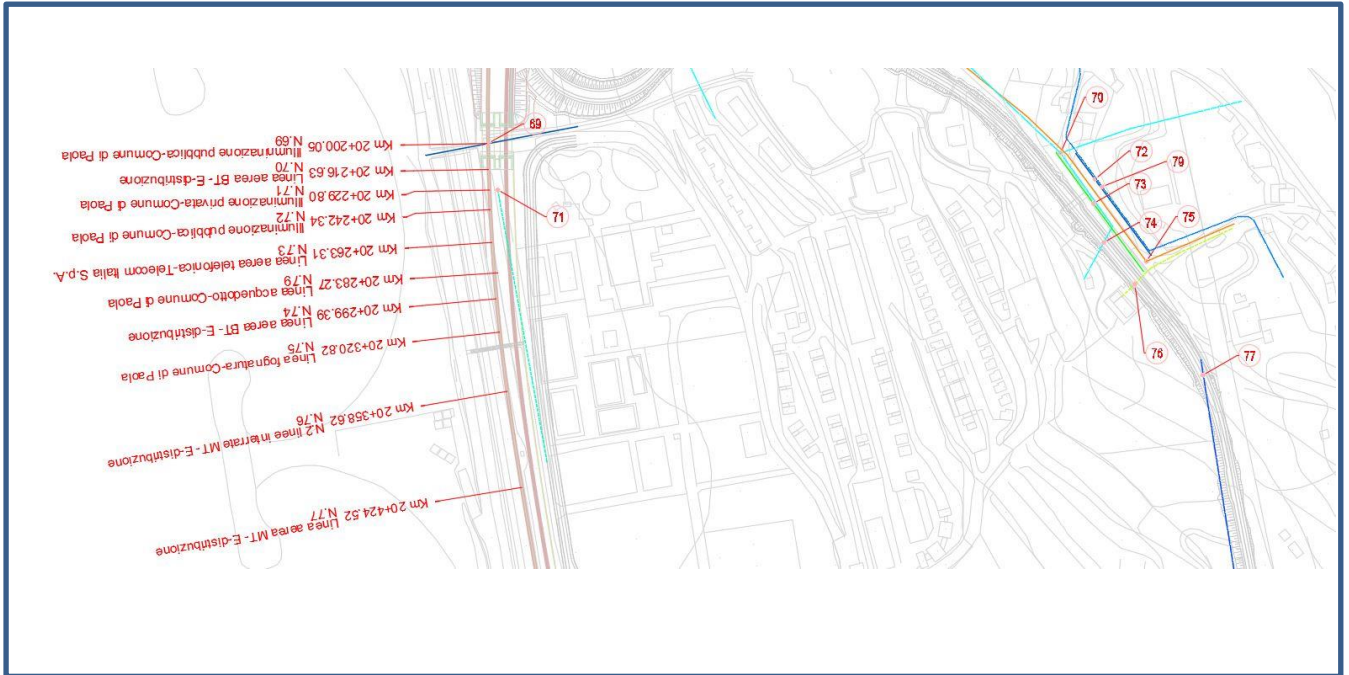 Km 20+200.05
Illuminazione pubblica-Comune di Paola
N.69
Km 20+216.63
Linea aerea BT - E-distribuzione
N.70
Km 20+229.80
Illuminazione privata-Comune di Paola
N.71
Km 20+242.34
Illuminazione pubblica-Comune di Paola
N.72
Km 20+263.31
Linea aerea telefonica-Telecom Italia S.p.A.
N.73
Km 20+283.27
Linea acquedotto-Comune di Paola
N.79
Km 20+299.39
Linea aerea BT - E-distribuzione
N.74
Km 20+320.82
Linea fognatura-Comune di Paola
N.75
Km 20+358.62
N.2 linee interrate MT - E-distribuzione
N.76
Km 20+424.52
Linea aerea MT - E-distribuzione
N.77
69
71
70
72
79
73
74
75
76
77